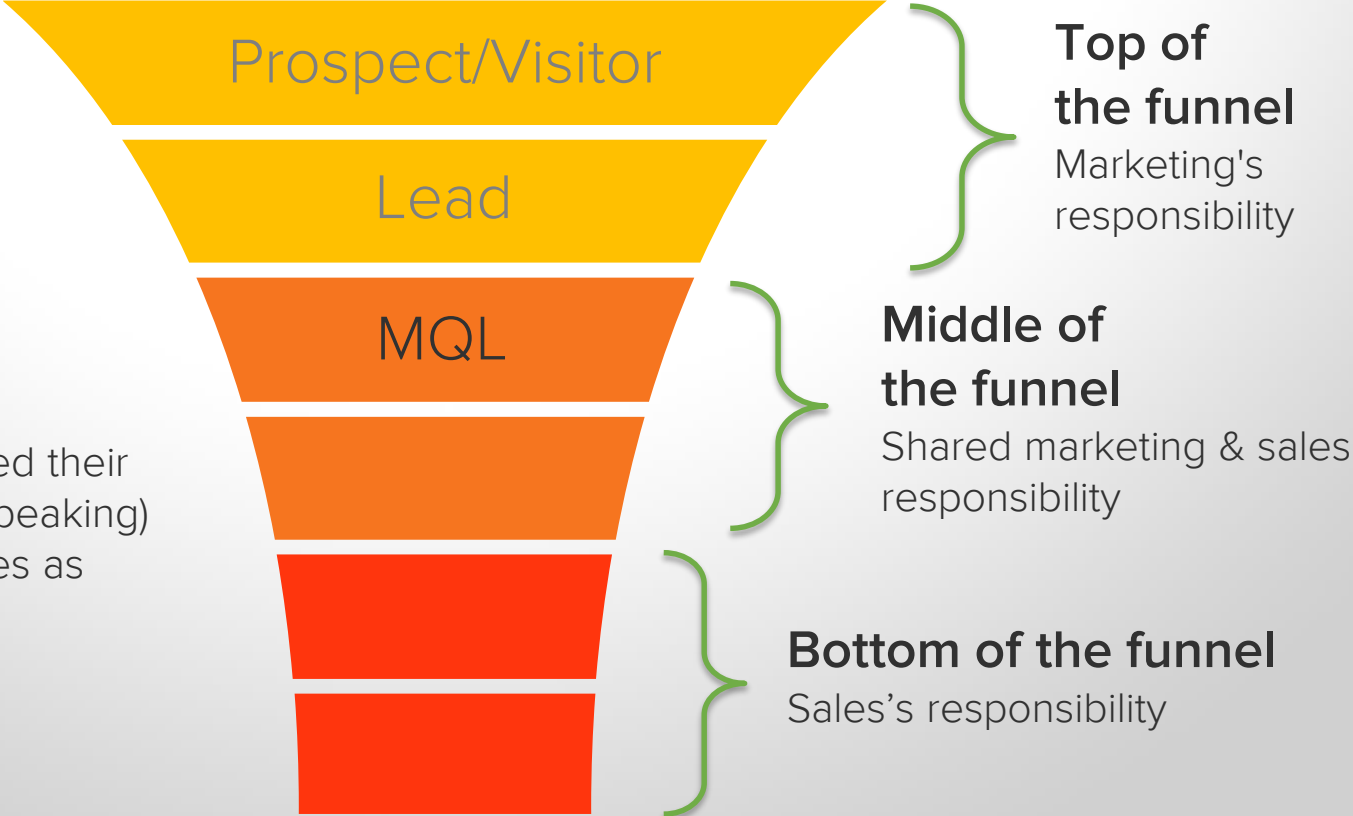 Prospect/Visitor
Lead
MQL
ed their
peaking)
es as
Top of
the funnel
Marketing's
responsibility
Middle of
the funnel
Shared marketing & sales
responsibility
Bottom of the funnel
Sales’s responsibility